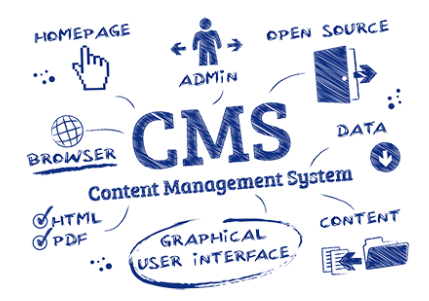 HOMEPAGE
ADMIN
OPEN SOURCE
CMS
BROWSER
DATA
Content Management System
HTML
PDF
GRAPHICAL
USER INTERFACE
CONTENT